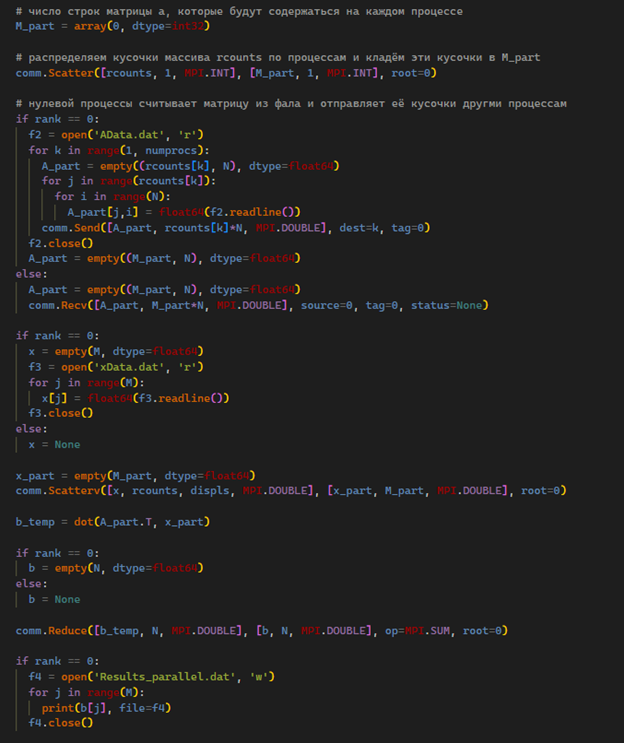 # число строк матрицы a, которые будут содержаться на каждом процессе
M_part = array(0, dtype=int32)

# распределяем кусочки массива rcounts по процессам и кладём эти кусочки в M_part
comm.Scatter([rcounts, 1, MPI.INT], [M_part, 1, MPI.INT], root=0)

# нулевой процессы считывает матрицу из фала и отправляет её кусочки другми процессам
if rank == 0:
  f2 = open('AData.dat', 'r')
  for k in range(1, numprocs):
    A_part = empty((rcounts[k], N), dtype=float64)
    for j in range(rcounts[k]):
      for i in range(N):
        A_part[j,i] = float64(f2.readline())
    comm.Send([A_part, rcounts[k]*N, MPI.DOUBLE], dest=k, tag=0)
  f2.close()
  A_part = empty((M_part, N), dtype=float64)
else:
  A_part = empty((M_part, N), dtype=float64)
  comm.Recv([A_part, M_part*N, MPI.DOUBLE], source=0, tag=0, status=None)

if rank == 0:
  x = empty(M, dtype=float64)
  f3 = open('xData.dat', 'r')
  for j in range(M):
    x[j] = float64(f3.readline())
  f3.close()
else:
  x = None

x_part = empty(M_part, dtype=float64)
comm.Scatterv([x, rcounts, displs, MPI.DOUBLE], [x_part, M_part, MPI.DOUBLE], root=0)

b_temp = dot(A_part.T, x_part)

if rank == 0:
  b = empty(N, dtype=float64)
else:
  b = None

comm.Reduce([b_temp, N, MPI.DOUBLE], [b, N, MPI.DOUBLE], op=MPI.SUM, root=0)

if rank == 0:
  f4 = open('Results_parallel.dat', 'w')
  for j in range(M):
    print(b[j], file=f4)
  f4.close()